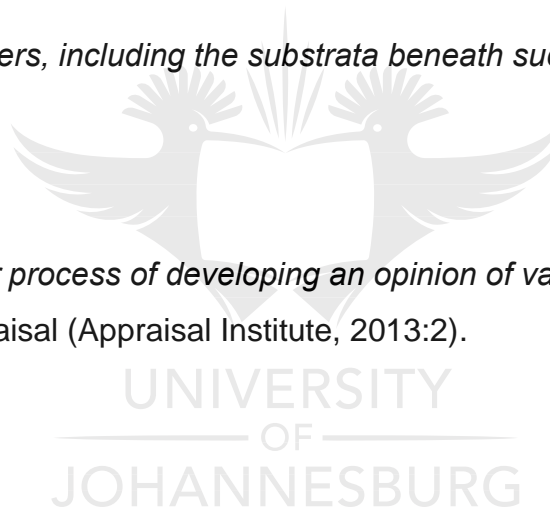 ers, including the substrata beneath suc
process of developing an opinion of va
aisal (Appraisal Institute, 2013:2).
UNIVERSITY
OF
JOHANNESBURG